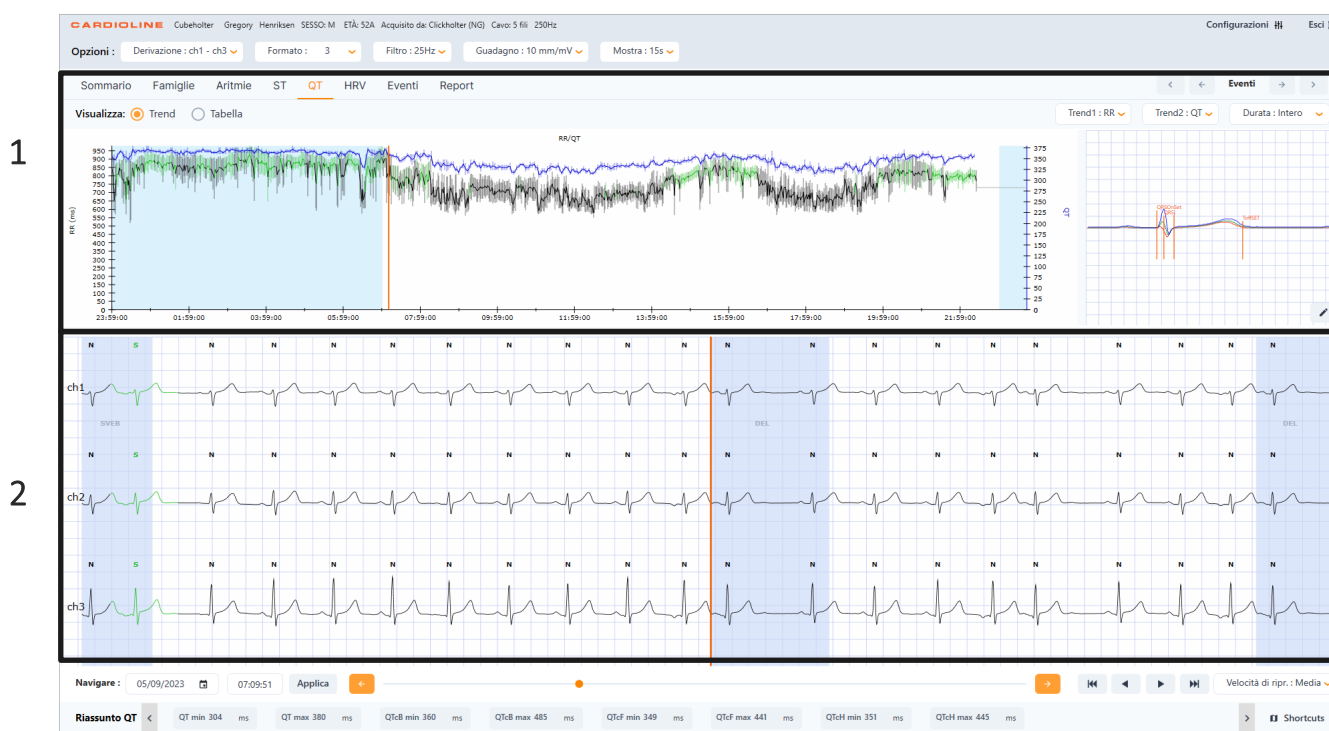 CARDIOLINE Cubeholter Gregory Henriksen SESSO: M ETÀ: 52A Acquisito da: Clickholter (NG) Cavo: 5 fili 250Hz Configurazioni Esci
Opzioni : Derivazione : ch1 - ch3 Formato : 3 Filtro : 25Hz Guadagno : 10 mm/mV Mostra : 15s
Sommario Famiglie Aritmie ST QT HRV Eventi Report Eventi
Visualizza: Trend Tabella Trend1 : RR Trend2 : QT Durata : Intero
1
RR/QT
950 375
900 350
850 325
800 300
750 275
700 250
650 225
600 200
550 175
500 150
450 125
400 100
350 75
300 50
250 25
200 0
150
100
50
0
RR (ms)
QT
23:59:00 01:59:00 03:59:00 05:59:00 07:59:00 09:59:00 11:59:00 13:59:00 15:59:00 17:59:00 19:59:00 21:59:00
QRSOnSet
N S N N N N N N N N N N N N N N N N N N
ch1
SVEB DEL DEL
N S N N N N N N N N N N N N N N N N N N
2
ch2
N S N N N N N N N N N N N N N N N N N N
ch3
Navigare : 05/09/2023 07:09:51 Applica Velocità di ripr. : Media
Riassunto QT QT min 304 ms QT max 380 ms QTcB min 360 ms QTcB max 485 ms QTcF min 349 ms QTcF max 441 ms QTcH min 351 ms QTcH max 445 ms Shortcuts